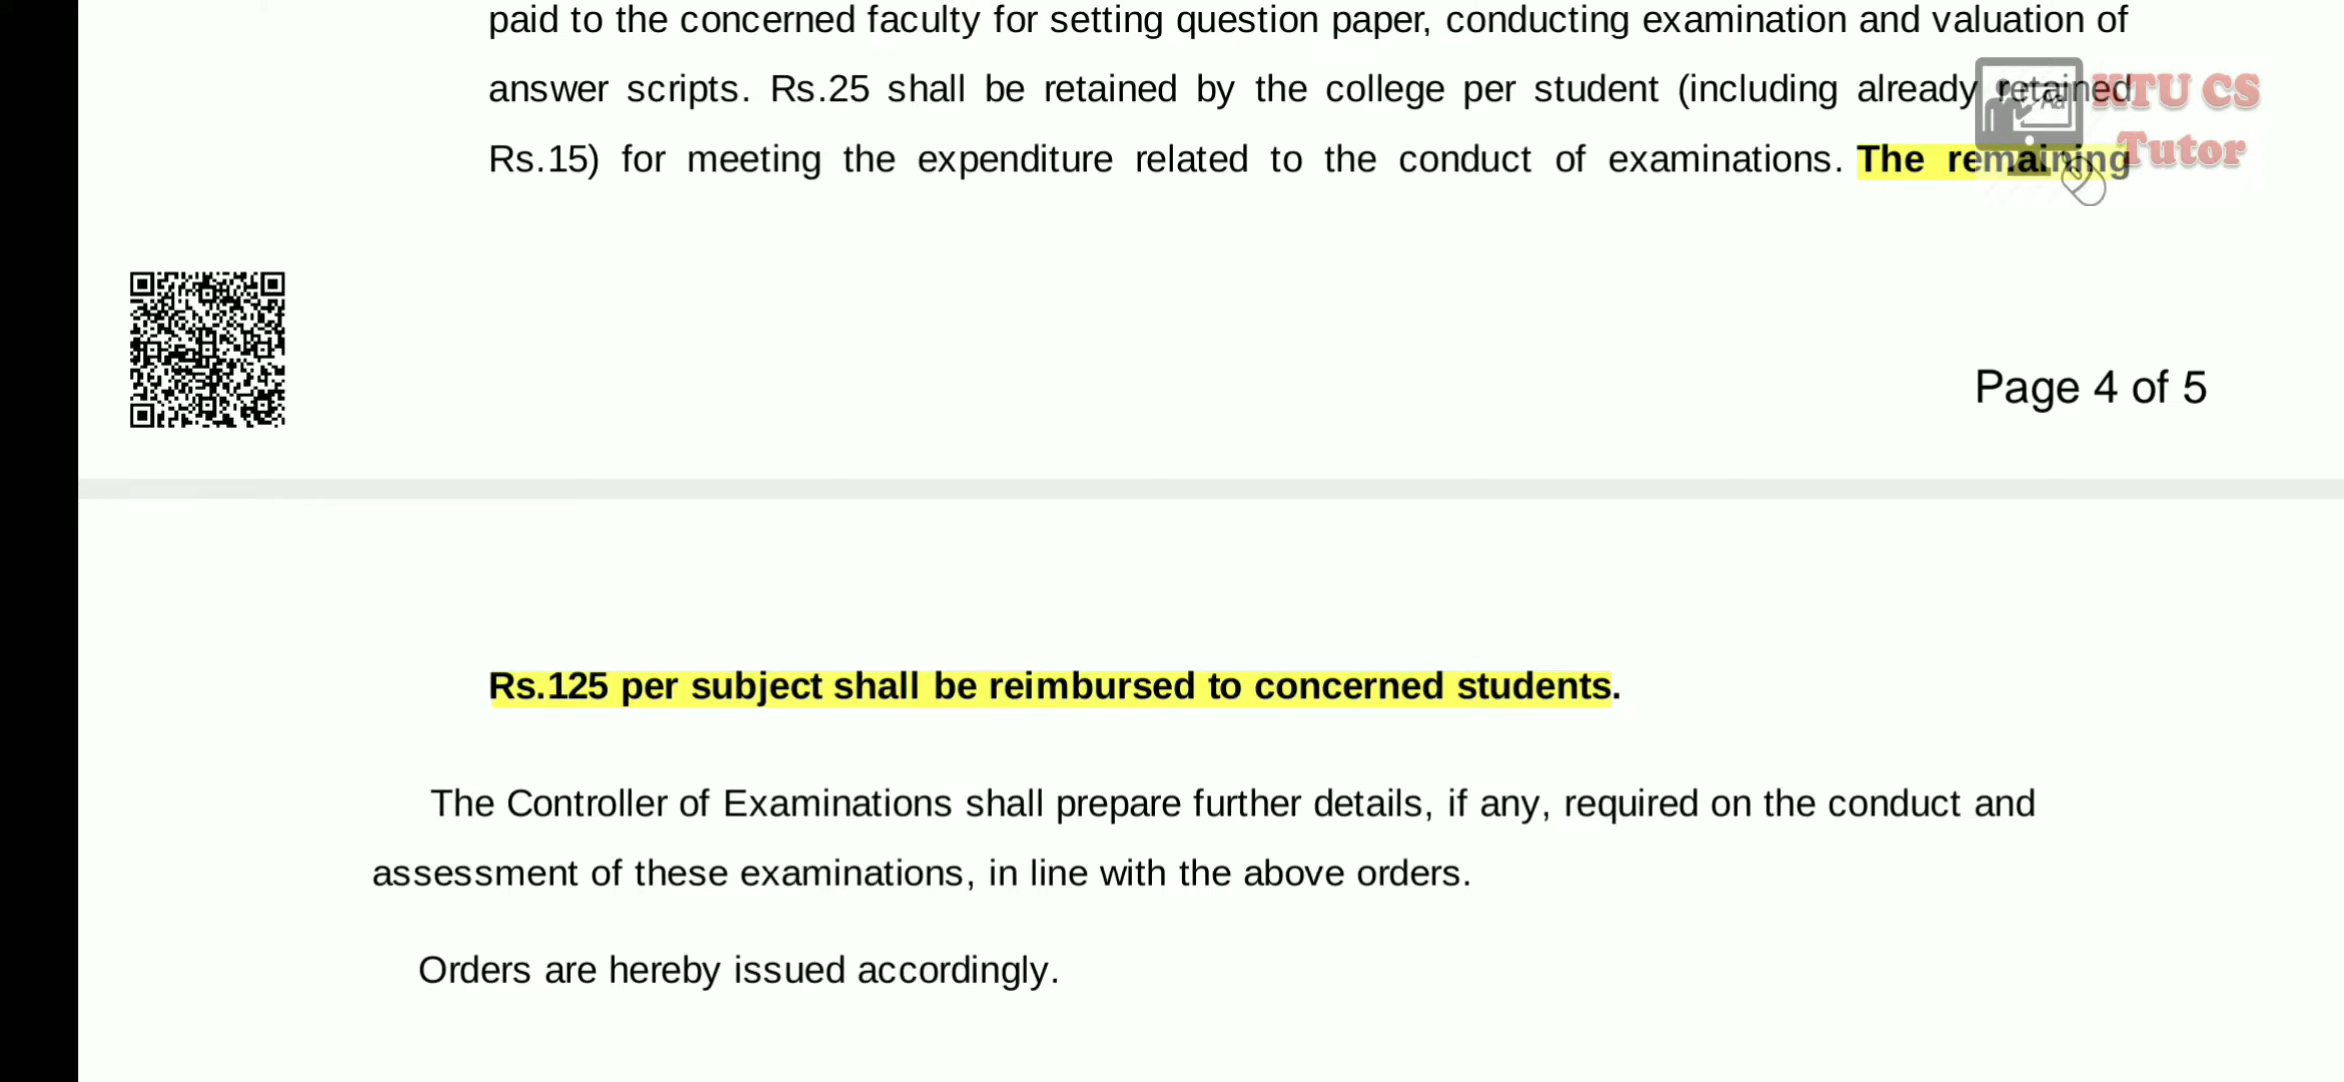 paid to the concerned faculty for setting question paper, conducting examination and valuation of
answer scripts. Rs.25 shall be retained by the college per student (including already retained
Rs.15) for meeting the expenditure related to the conduct of examinations. The remaining
KTU CS
Tutor
Page 4 of 5
Rs.125 per subject shall be reimbursed to concerned students.
The Controller of Examinations shall prepare further details, if any, required on the conduct and
assessment of these examinations, in line with the above orders.
Orders are hereby issued accordingly.